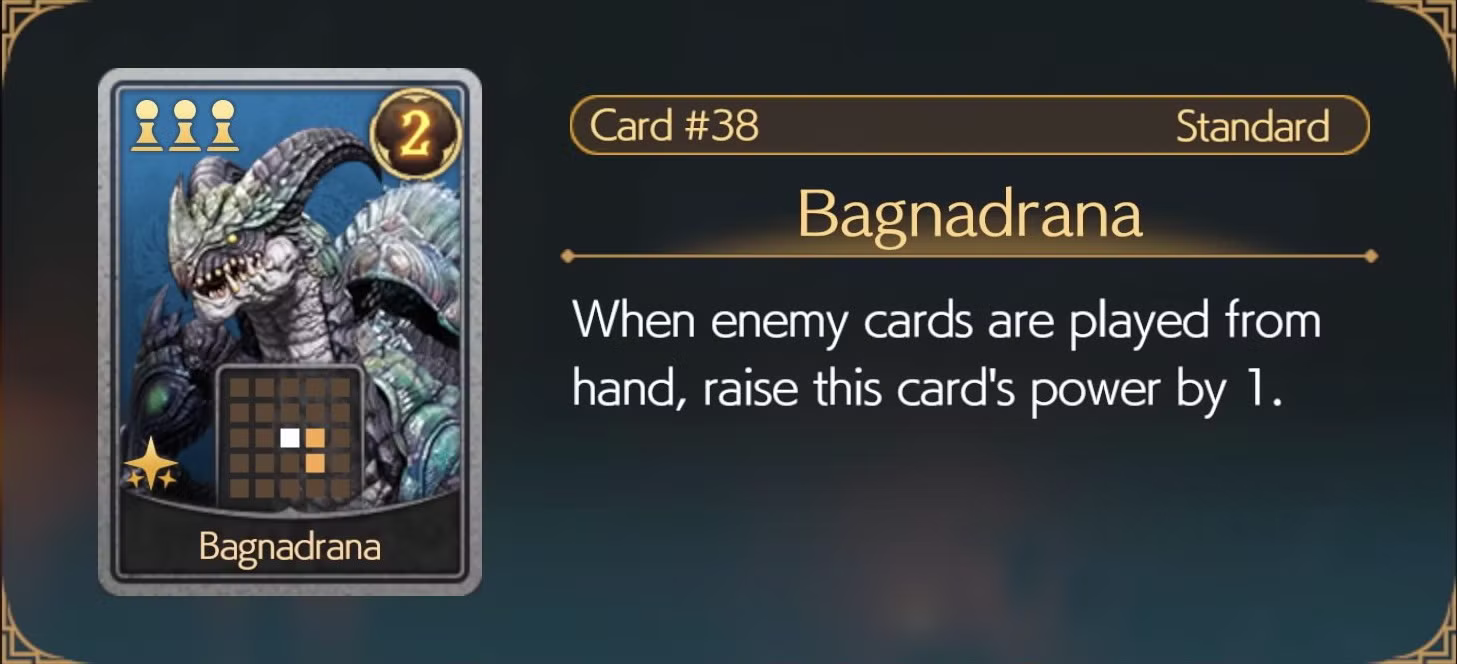 2
Bagnadrana
Card #38 Standard
Bagnadrana
When enemy cards are played from
hand, raise this card's power by 1.